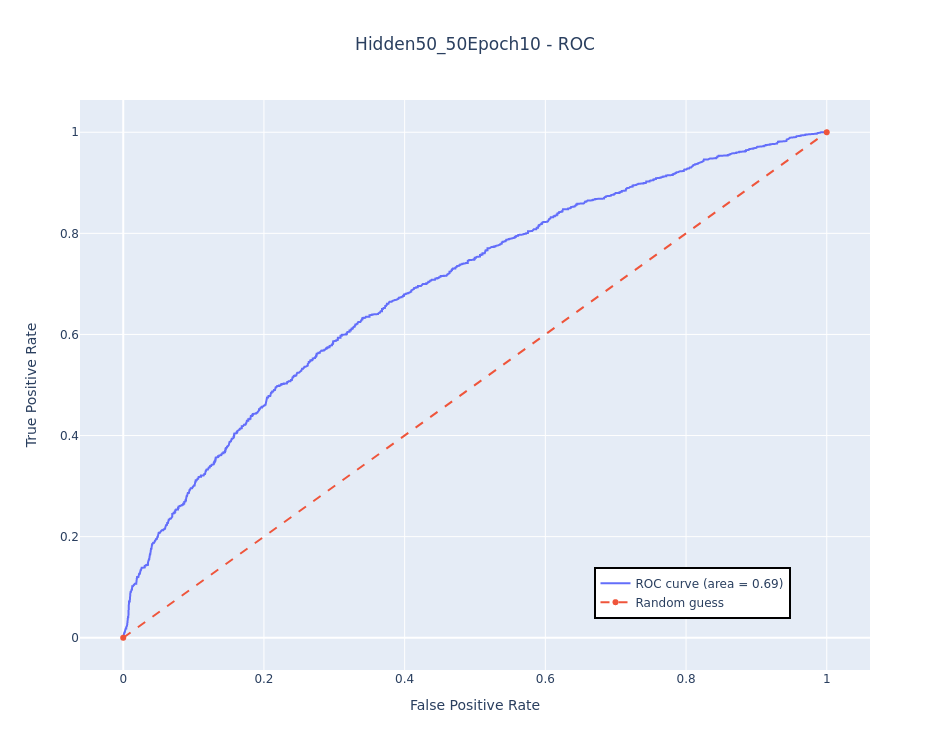 Hidden50_50Epoch10 - ROC
1
0.8
0.6
0.4
0.2
0
True Positive Rate
0 0.2 0.4 0.6 0.8 1
False Positive Rate
ROC curve (area = 0.69)
Random guess